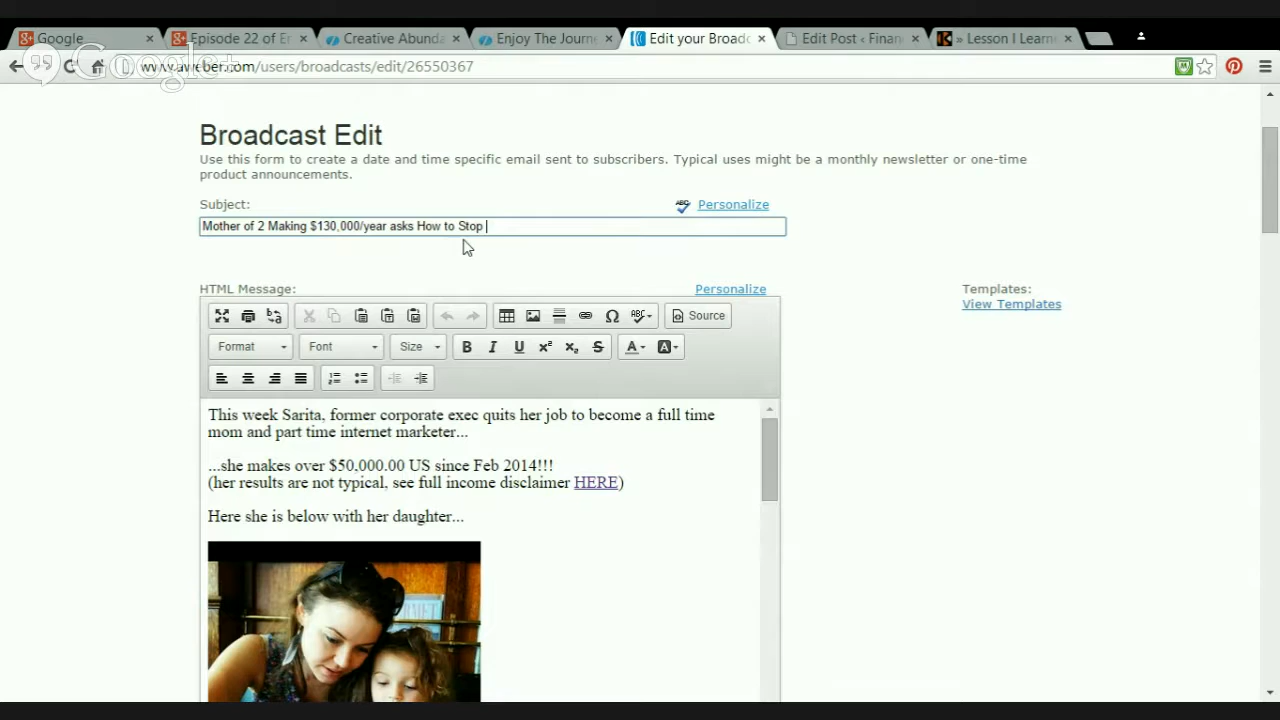 Google
Episode 22 of E
Creative Abunda
Enjoy The Journe
Edit your Broadc
Edit Post ‹ Finan
» Lesson I Learn
Google+
aweber.com/users/broadcasts/edit/26550367
Broadcast Edit
Use this form to create a date and time specific email sent to subscribers. Typical uses might be a monthly newsletter or one-time
product announcements.
Subject:
Personalize
Mother of 2 Making $130,000/year asks How to Stop
HTML Message:
Personalize
Templates:
View Templates
Source
Format
Font
Size
This week Sarita, former corporate exec quits her job to become a full time
mom and part time internet marketer...
...she makes over $50,000.00 US since Feb 2014!!!
(her results are not typical, see full income disclaimer HERE)
Here she is below with her daughter...